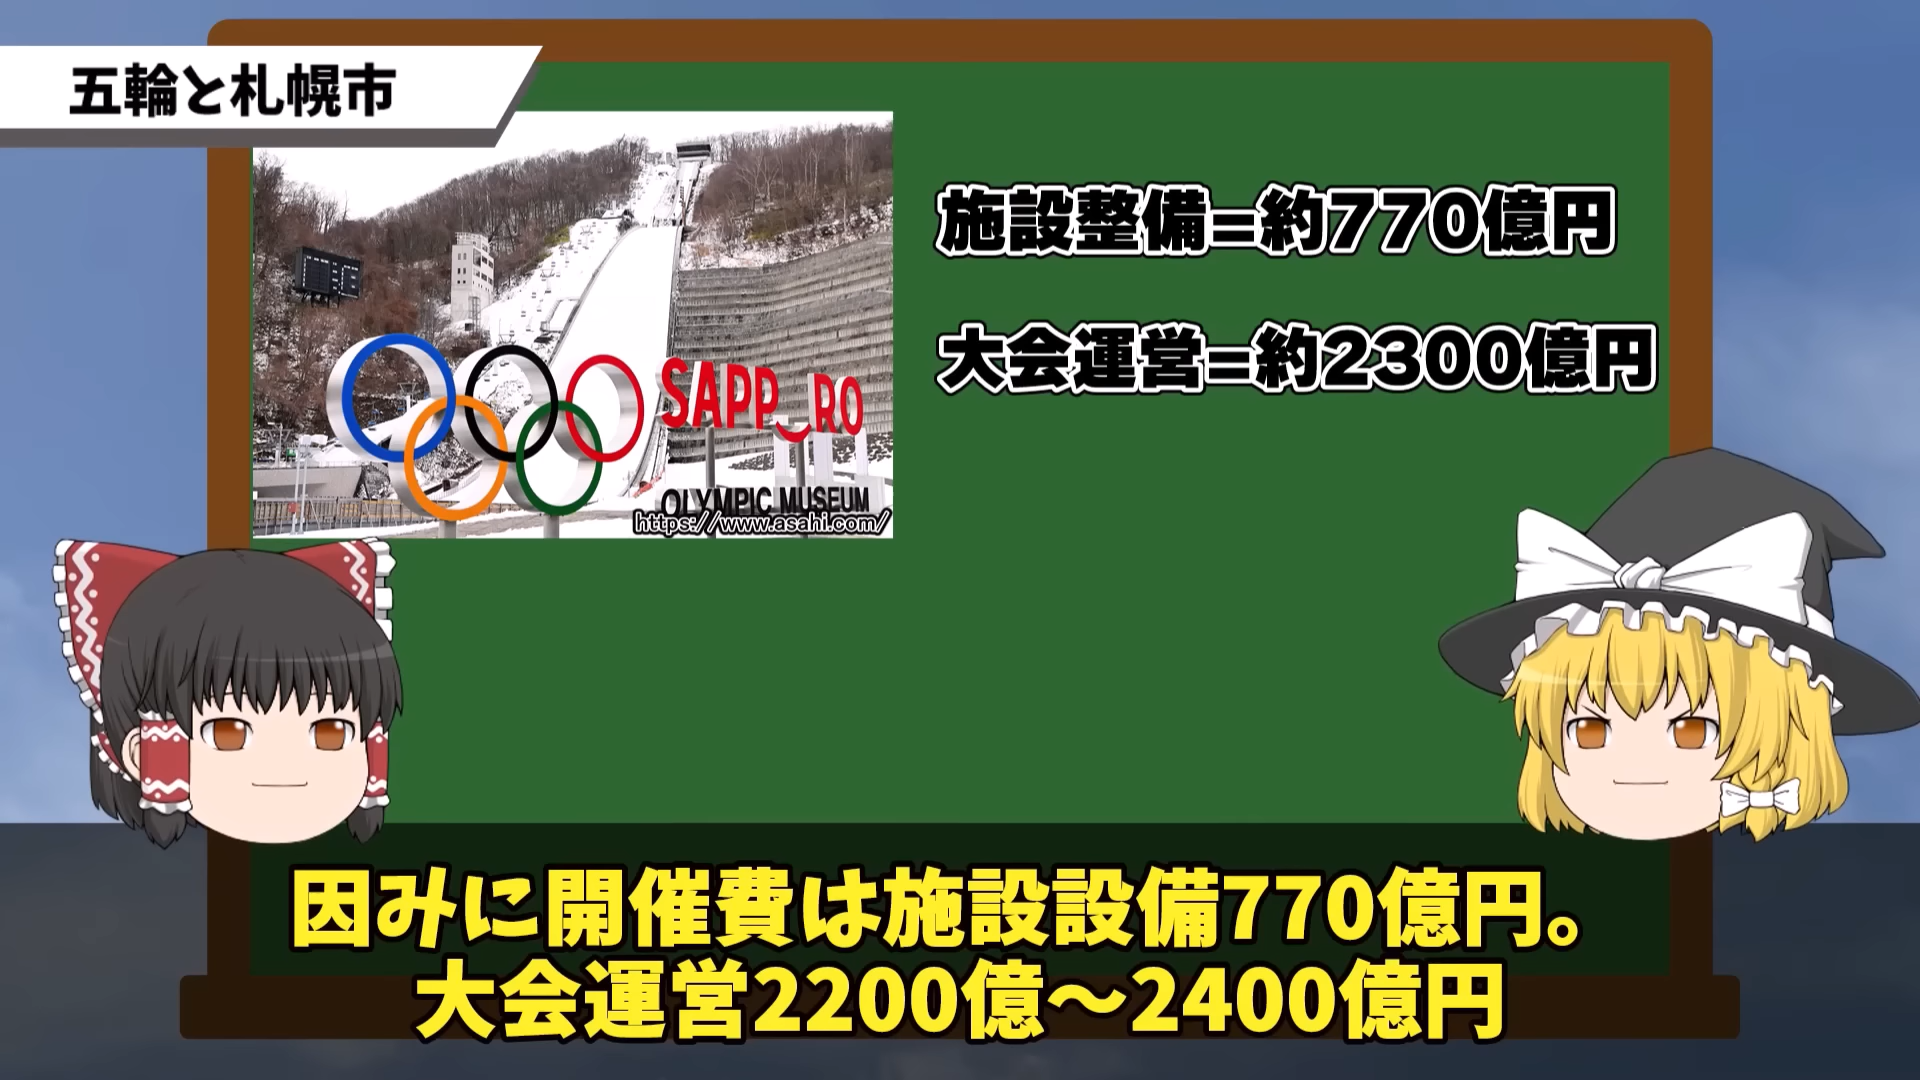 五輪と札幌市
施設整備=約770億円
大会運営=約2300億円
SAPP RO
OLYMPIC MUSEUM
https://www.asahi.com/
因みに開催費は施設設備770億円。
大会運営2200億～2400億円